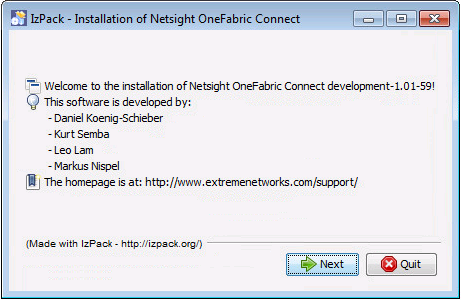 IzPack - Installation of Netsight OneFabric Connect
Welcome to the installation of Netsight OneFabric Connect development-1.01-59!
This software is developed by:
- Daniel Koenig-Schieber
- Kurt Semba
- Leo Lam
- Markus Nispel
The homepage is at: http://www.extremenetworks.com/support/
(Made with IzPack - http://izpack.org/)
Next
Quit